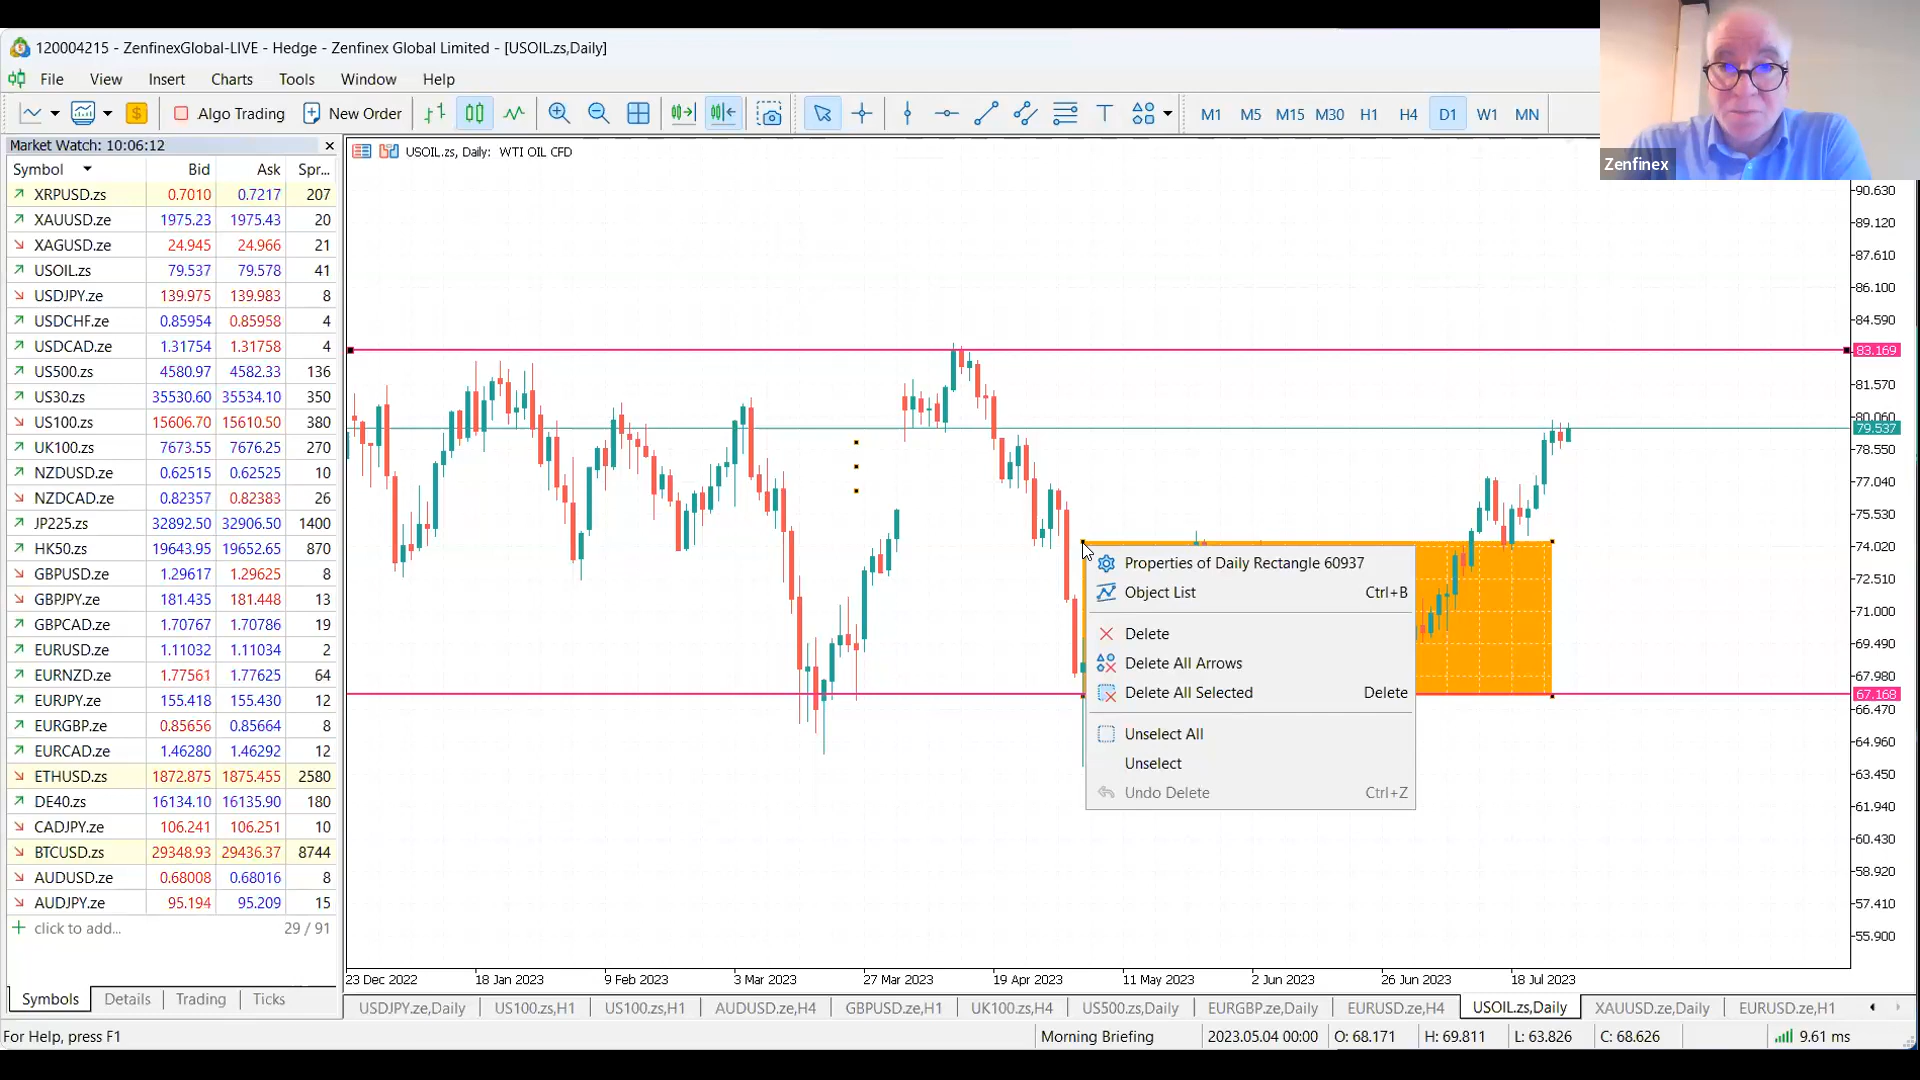 120004215 - ZenfinexGlobal-LIVE - Hedge - Zenfinex Global Limited - [USOIL.zs,Daily]
File View Insert Charts Tools Window Help
Algo Trading New Order M1 M5 M15 M30 H1 H4 D1 W1 MN
Zenfinex
Market Watch: 10:06:12
Symbol Bid Ask Spr...
XRPUSD.zs 0.7010 0.7217 207
XAUUSD.ze 1975.23 1975.43 20
XAGUSD.ze 24.945 24.966 21
USOIL.zs 79.537 79.578 41
USDJPY.ze 139.975 139.983 8
USDCHF.ze 0.85954 0.85958 4
USDCAD.ze 1.31754 1.31758 4
US500.zs 4580.97 4582.33 136
US30.zs 35530.60 35534.10 350
US100.zs 15606.70 15610.50 380
UK100.zs 7673.55 7676.25 270
NZDUSD.ze 0.62515 0.62525 10
NZDCAD.ze 0.82357 0.82383 26
JP225.zs 32892.50 32906.50 1400
HK50.zs 19643.95 19652.65 870
GBPUSD.ze 1.29617 1.29625 8
GBPJPY.ze 181.435 181.448 13
GBPCAD.ze 1.70767 1.70786 19
EURUSD.ze 1.11032 1.11034 2
EURNZD.ze 1.77561 1.77625 64
EURJPY.ze 155.418 155.430 12
EURGBP.ze 0.85656 0.85664 8
EURCAD.ze 1.46280 1.46292 12
ETHUSD.zs 1872.875 1875.455 2580
DE40.zs 16134.10 16135.90 180
CADJPY.ze 106.241 106.251 10
BTCUSD.zs 29348.93 29436.37 8744
AUDUSD.ze 0.68008 0.68016 8
AUDJPY.ze 95.194 95.209 15
click to add... 29 / 91
Symbols Details Trading Ticks
USOIL.zs, Daily: WTI OIL CFD
90.630
89.120
87.610
86.100
84.590
83.169
81.570
80.060
79.537
78.550
77.040
75.530
74.020
72.510
71.000
69.490
67.980
67.168
66.470
64.960
63.450
61.940
60.430
58.920
57.410
55.900
Properties of Daily Rectangle 60937
Object List Ctrl+B
Delete
Delete All Arrows
Delete All Selected Delete
Unselect All
Unselect
Undo Delete Ctrl+Z
23 Dec 2022 18 Jan 2023 9 Feb 2023 3 Mar 2023 27 Mar 2023 19 Apr 2023 11 May 2023 2 Jun 2023 26 Jun 2023 18 Jul 2023
USDJPY.ze,Daily US100.zs,H1 US100.zs,H1 AUDUSD.ze,H4 GBPUSD.ze,H1 UK100.zs,H4 US500.zs,Daily EURGBP.ze,Daily EURUSD.ze,H4 USOIL.zs,Daily XAUUSD.ze,Daily EURUSD.ze,H1
For Help, press F1 Morning Briefing 2023.05.04 00:00 O: 68.171 H: 69.811 L: 63.826 C: 68.626 9.61 ms